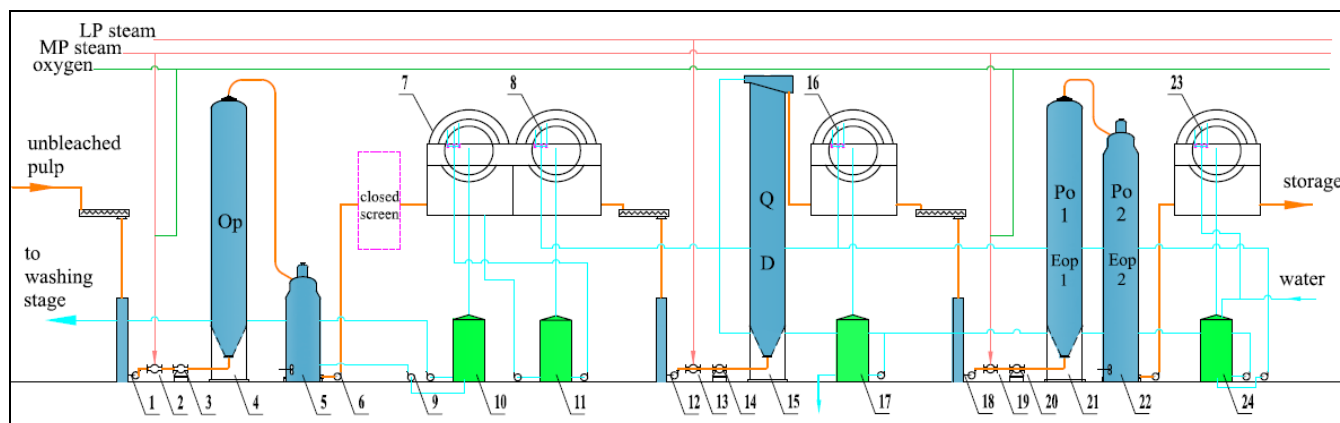 LP steam
MP steam
oxygen
7
8
16
23
unbleached
pulp
closed
screen
storage
Op
Q
D
Po
1
Eop
1
Po
2
Eop
2
to
washing
stage
water
1 2 3 4 5 6 9 10 11 12 13 14 15 17 18 19 20 21 22 24